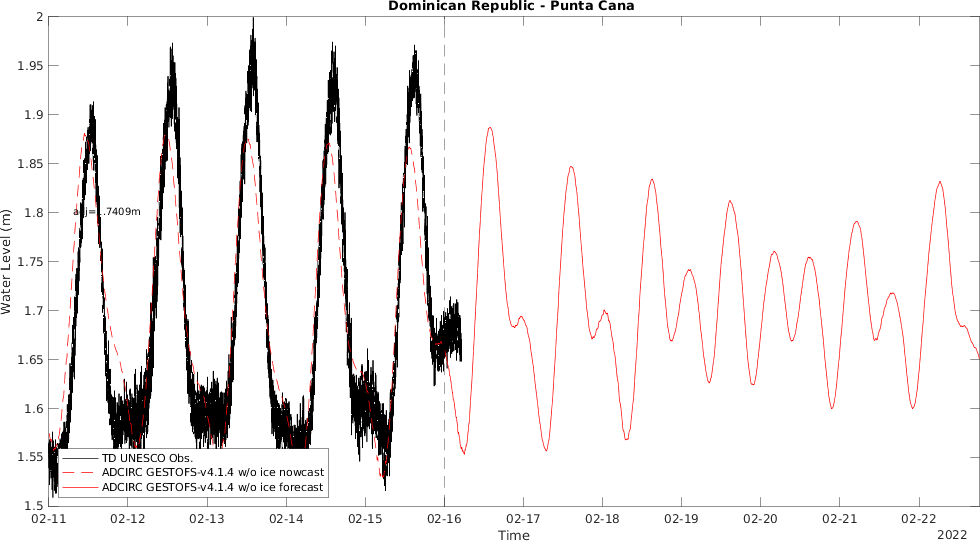 Dominican Republic - Punta Cana
Water Level (m)
2
1.95
1.9
1.85
1.8
1.75
1.7
1.65
1.6
1.55
1.5
TD UNESCO Obs.
ADCIRC GESTOFS-v4.1.4 w/o ice nowcast
ADCIRC GESTOFS-v4.1.4 w/o ice forecast
02-11 02-12 02-13 02-14 02-15 02-16 02-17 02-18 02-19 02-20 02-21 02-22
Time
2022